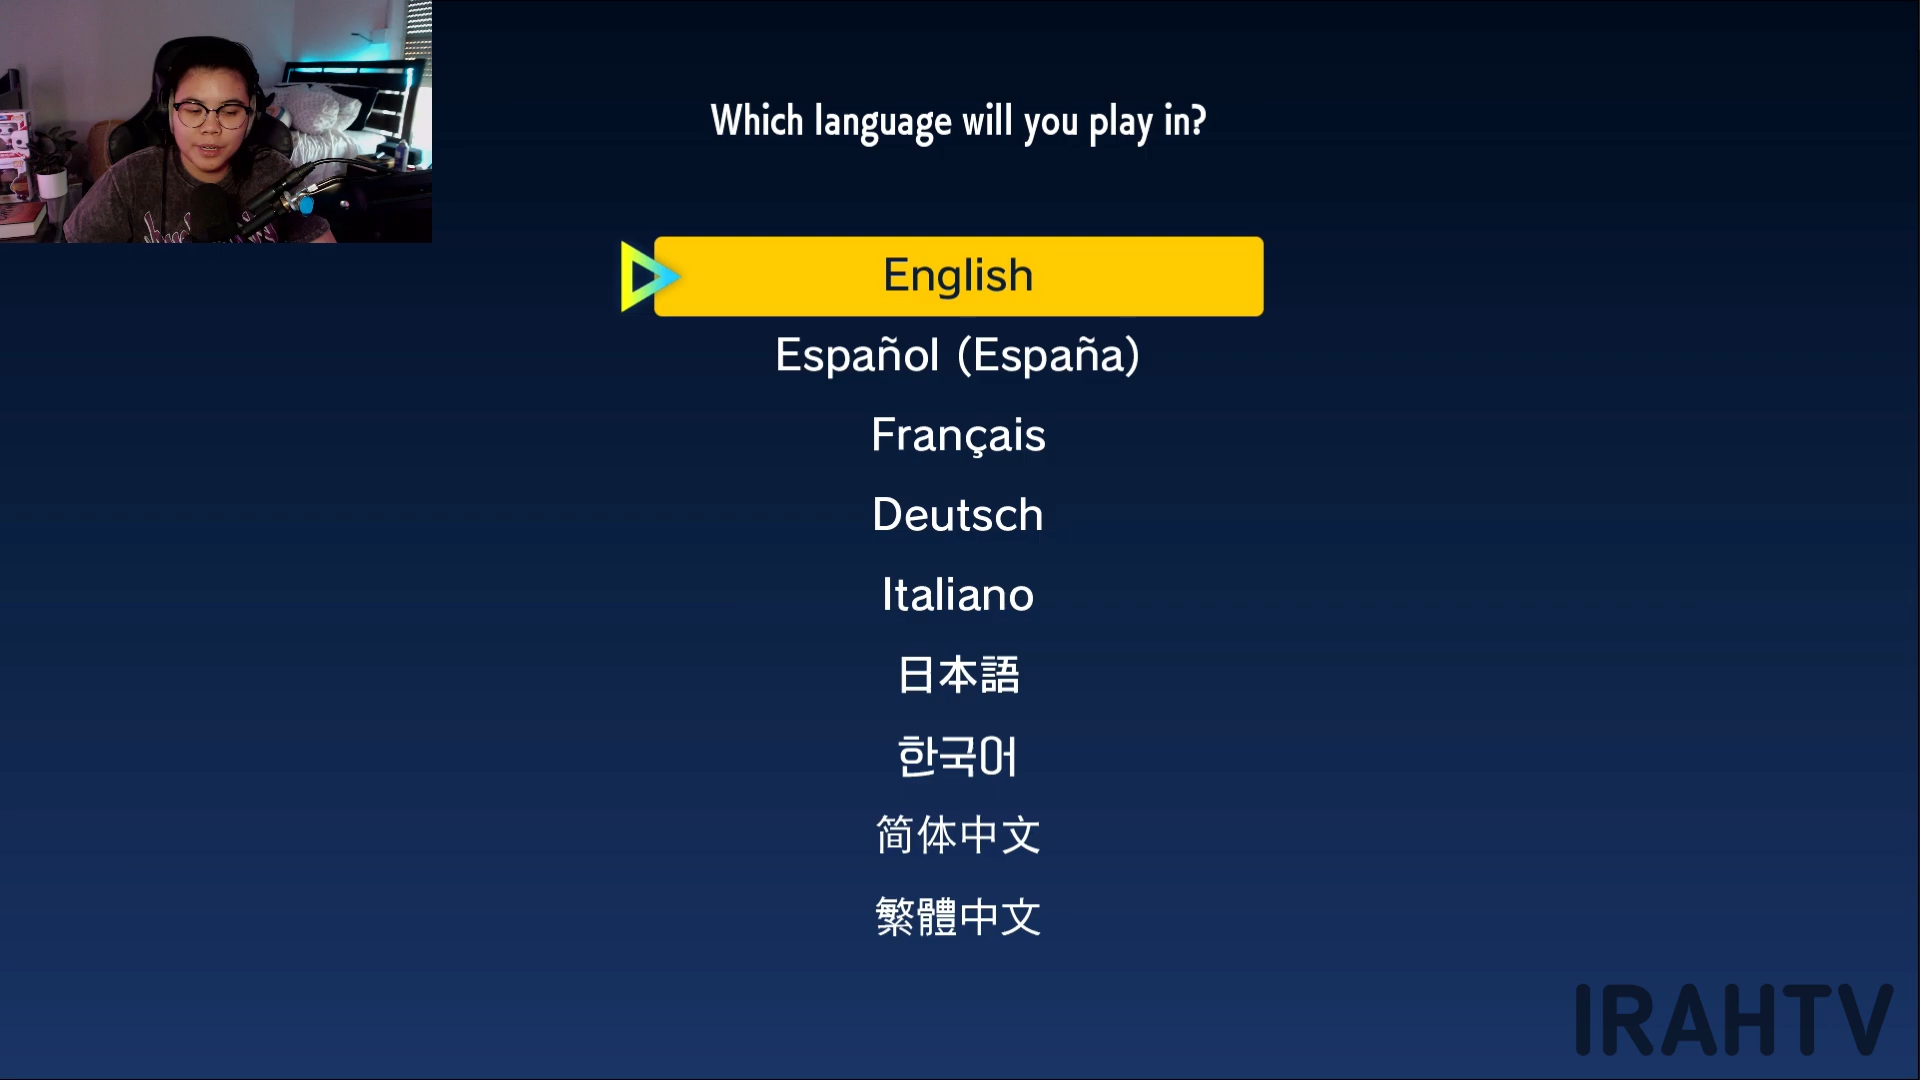 Which language will you play in?
English
Español (España)
Français
Deutsch
Italiano
日本語
한국어
简体中文
繁體中文
IRAHTV